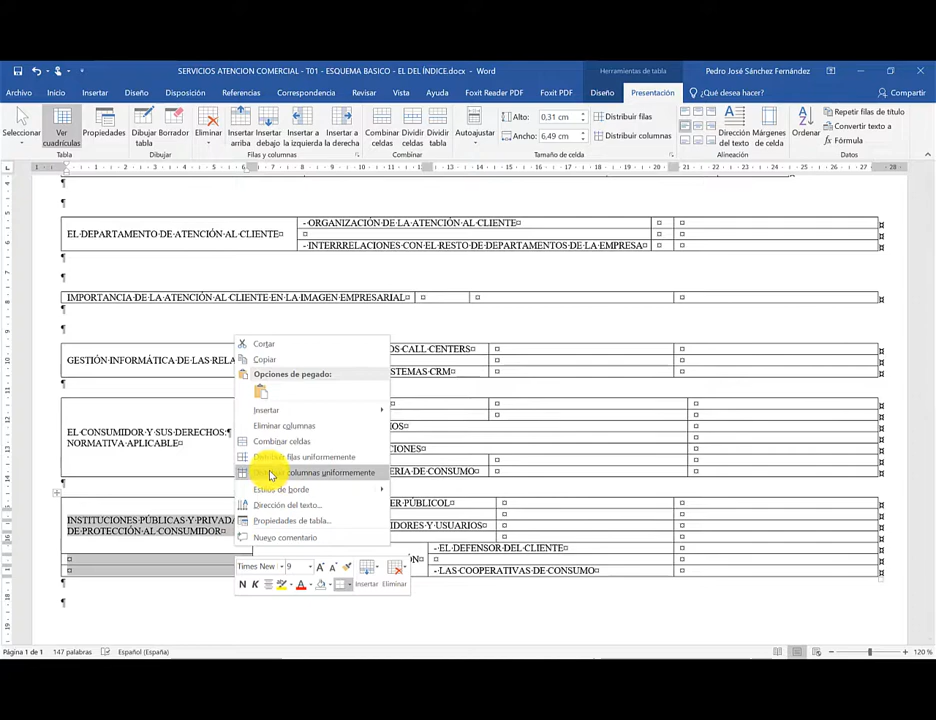 SERVICIOS ATENCION COMERCIAL - T01 - ESQUEMA BASICO - EL DEL ÍNDICE.docx - Word
Herramientas de tabla
Pedro José Sánchez Fernández
Archivo Inicio Insertar Diseño Disposición Referencias Correspondencia Revisar Vista Ayuda Foxit Reader PDF Foxit PDF Diseño Presentación ¿Qué desea hacer? Compartir
Seleccionar
Ver cuadrículas
Propiedades
Dibujar tabla
Borrador
Eliminar
Insertar arriba
Insertar debajo
Insertar a la izquierda
Insertar a la derecha
Combinar celdas
Dividir celdas
Dividir tabla
Autoajustar
Alto: 0,31 cm
Ancho: 6,49 cm
Distribuir filas
Distribuir columnas
Dirección del texto
Márgenes de celda
Ordenar
Repetir filas de título
Convertir texto a
Fórmula
Tabla Dibujar Filas y columnas Combinar Tamaño de celda Alineación Datos
EL·DEPARTAMENTO·DE·ATENCIÓN·AL·CLIENTE¤
-·ORGANIZACIÓN·DE·LA·ATENCIÓN·AL·CLIENTE¤
-·INTERRRELACIONES·CON·EL·RESTO·DE·DEPARTAMENTOS·DE·LA·EMPRESA¤
IMPORTANCIA·DE·LA·ATENCIÓN·AL·CLIENTE·EN·LA·IMAGEN·EMPRESARIAL¤
GESTIÓN·INFORMÁTICA·DE·LAS·RELA
OS·CALL·CENTERS¤
SISTEMAS·CRM¤
EL·CONSUMIDOR·Y·SUS·DERECHOS:¶
NORMATIVA·APLICABLE¤
OS¤
CIONES¤
ERIA·DE·CONSUMO¤
INSTITUCIONES·PÚBLICAS·Y·PRIVADA
DE·PROTECCIÓN·AL·CONSUMIDOR¤
ER·PÚBLICO¤
IDORES·Y·USUARIOS¤
ÓN¤
-·EL·DEFENSOR·DEL·CLIENTE¤
-·LAS·COOPERATIVAS·DE·CONSUMO¤
Cortar
Copiar
Opciones de pegado:
Insertar
Eliminar columnas
Combinar celdas
Distribuir filas uniformemente
columnas uniformemente
Estilos de borde
Dirección del texto...
Propiedades de tabla...
Nuevo comentario
Times New 9
N K Insertar Eliminar
Página 1 de 1 147 palabras Español (España) 120 %